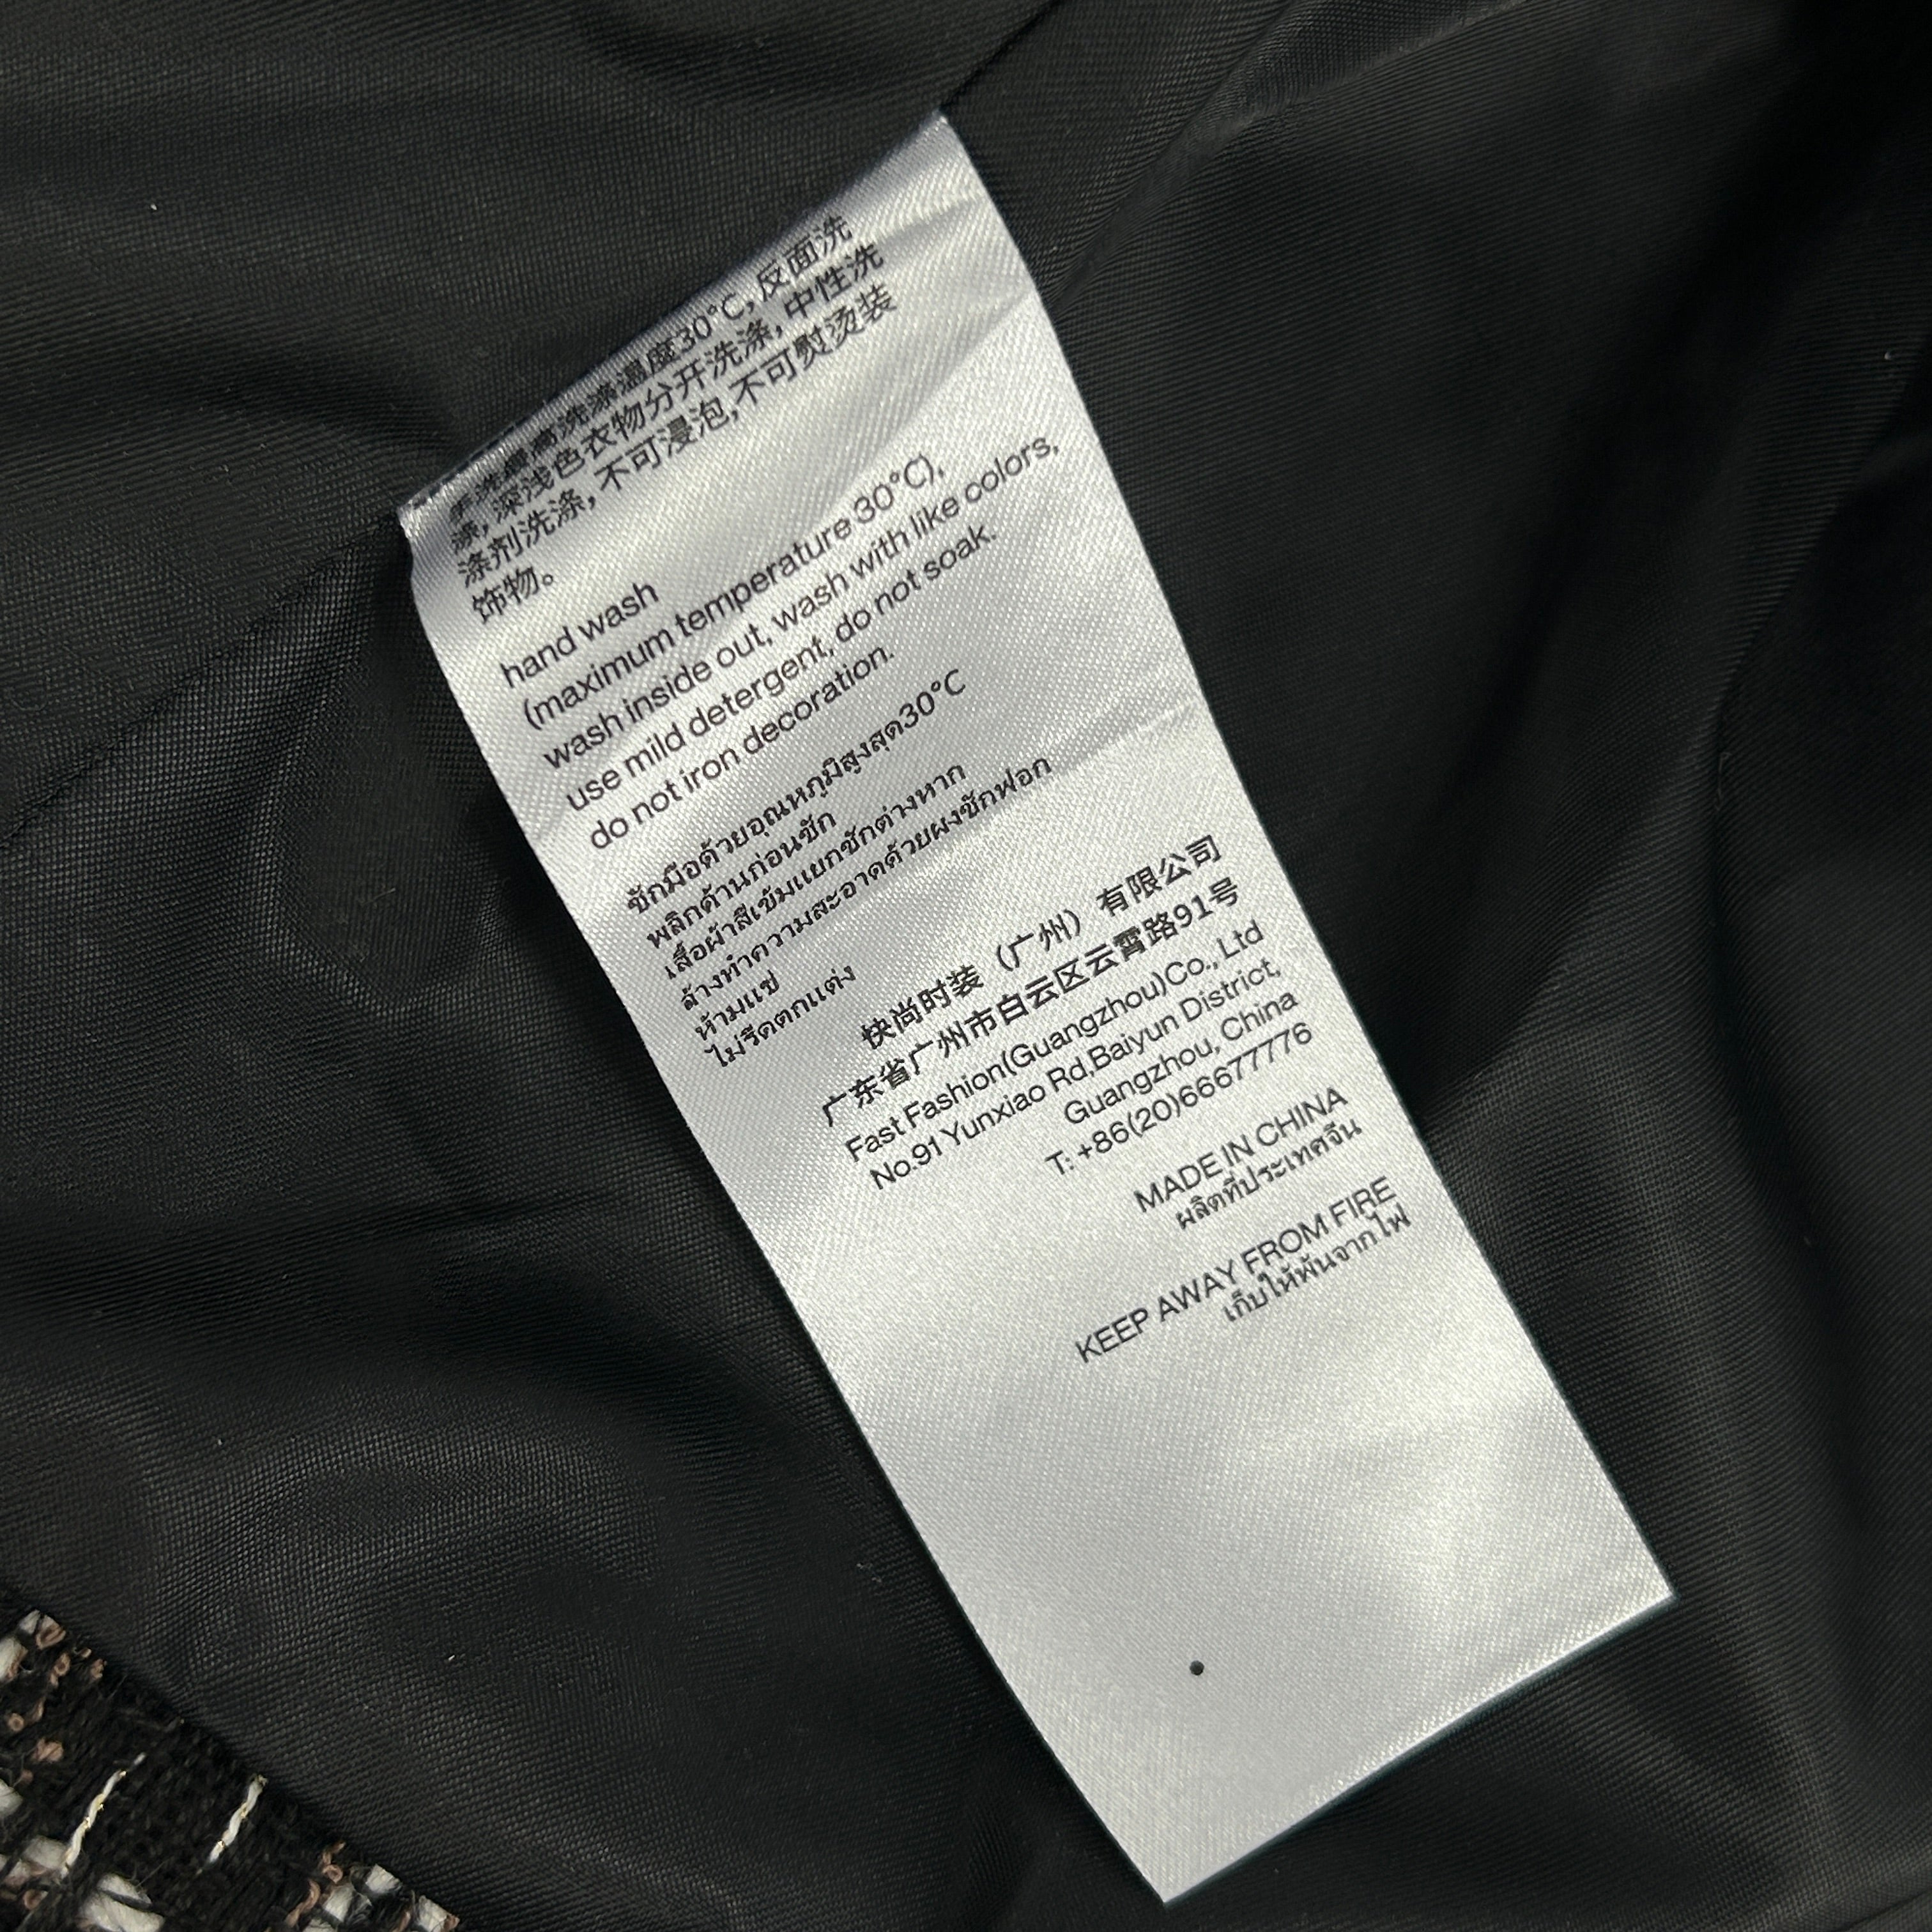 手洗最高洗涤温度30°C, 反面洗
涤, 深浅色衣物分开洗涤, 中性洗
涤剂洗涤, 不可浸泡, 不可熨烫装
饰物。
hand wash
(maximum temperature 30°C),
wash inside out, wash with like colors,
use mild detergent, do not soak.
do not iron decoration.
ซักมือด้วยอุณหภูมิสูงสุด30°C
พลิกด้านก่อนซัก
เสื้อผ้าสีเข้มแยกซักต่างหาก
ล้างทำความสะอาดด้วยผงซักฟอก
ห้ามแช่
ไม่รีดตกแต่ง
快尚时装（广州）有限公司
广东省广州市白云区云霄路91号
Fast Fashion(Guangzhou)Co., Ltd
No.91 Yunxiao Rd,Baiyun District,
Guangzhou, China
T: +86(20)66677776
MADE IN CHINA
ผลิตที่ประเทศจีน
KEEP AWAY FROM FIRE
เก็บให้พ้นจากไฟ